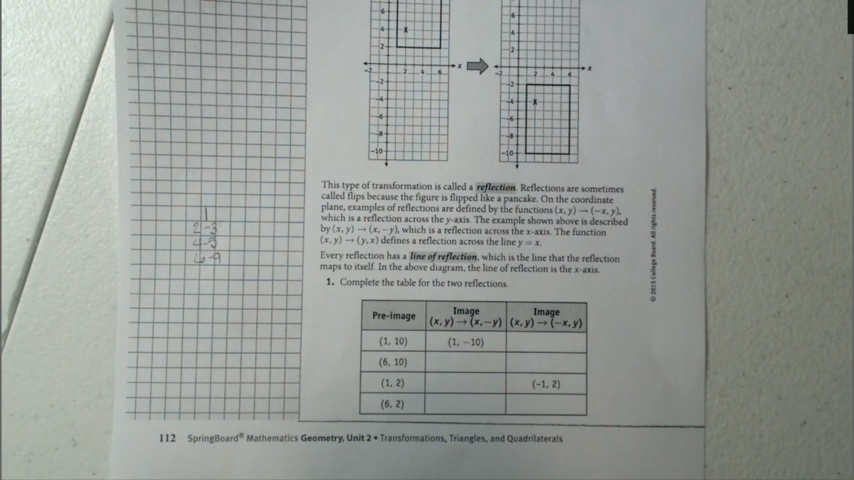 6
4 X
2
-2 2 4 6 x
-2
-4
-6
-8
-10
6
4
2
-2 2 4 6 x
-2
-4 X
-6
-8
-10
This type of transformation is called a reflection. Reflections are sometimes
called flips because the figure is flipped like a pancake. On the coordinate
plane, examples of reflections are defined by the functions (x, y) → (−x, y),
which is a reflection across the y-axis. The example shown above is described
by (x, y) → (x, −y), which is a reflection across the x-axis. The function
(x, y) → (y, x) defines a reflection across the line y = x.
Every reflection has a line of reflection, which is the line that the reflection
maps to itself. In the above diagram, the line of reflection is the x-axis.
1. Complete the table for the two reflections.
Pre-image Image (x, y) → (x, −y) Image (x, y) → (−x, y)
(1, 10) (1, −10)
(6, 10)
(1, 2) (-1, 2)
(6, 2)
1
2-3
4-5
6-9
© 2015 College Board. All rights reserved.
112 SpringBoard® Mathematics Geometry, Unit 2 • Transformations, Triangles, and Quadrilaterals